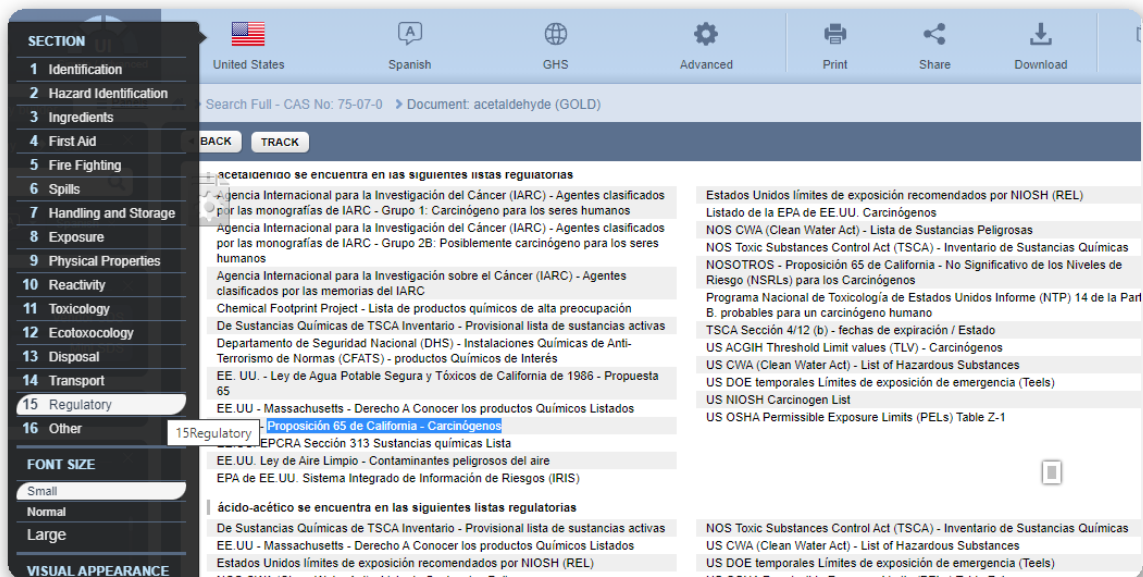 SECTION
1 Identification
2 Hazard Identification
3 Ingredients
4 First Aid
5 Fire Fighting
6 Spills
7 Handling and Storage
8 Exposure
9 Physical Properties
10 Reactivity
11 Toxicology
12 Ecotoxocology
13 Disposal
14 Transport
15 Regulatory
16 Other
15Regulatory
FONT SIZE
Small
Normal
Large
VISUAL APPEARANCE
United States
Spanish
GHS
Advanced
Print
Share
Download
Search Full - CAS No: 75-07-0 > Document: acetaldehyde (GOLD)
BACK
TRACK
acetaldehído se encuentra en las siguientes listas regulatorias
Agencia Internacional para la Investigación del Cáncer (IARC) - Agentes clasificados
por las monografías de IARC - Grupo 1: Carcinógeno para los seres humanos
Agencia Internacional para la Investigación del Cáncer (IARC) - Agentes clasificados
por las monografías de IARC - Grupo 2B: Posiblemente carcinógeno para los seres
humanos
Agencia Internacional para la Investigación sobre el Cáncer (IARC) - Agentes
clasificados por las memorias del IARC
Chemical Footprint Project - Lista de productos químicos de alta preocupación
De Sustancias Químicas de TSCA Inventario - Provisional lista de sustancias activas
Departamento de Seguridad Nacional (DHS) - Instalaciones Químicas de Anti-
Terrorismo de Normas (CFATS) - productos Químicos de Interés
EE. UU. - Ley de Agua Potable Segura y Tóxicos de California de 1986 - Propuesta
65
EE.UU - Massachusetts - Derecho A Conocer los productos Químicos Listados
- Proposición 65 de California - Carcinógenos
EPCRA Sección 313 Sustancias químicas Lista
EE.UU. Ley de Aire Limpio - Contaminantes peligrosos del aire
EPA de EE.UU. Sistema Integrado de Información de Riesgos (IRIS)
Estados Unidos límites de exposición recomendados por NIOSH (REL)
Listado de la EPA de EE.UU. Carcinógenos
NOS CWA (Clean Water Act) - Lista de Sustancias Peligrosas
NOS Toxic Substances Control Act (TSCA) - Inventario de Sustancias Químicas
NOSOTROS - Proposición 65 de California - No Significativo de los Niveles de
Riesgo (NSRLs) para los Carcinógenos
Programa Nacional de Toxicología de Estados Unidos Informe (NTP) 14 de la Part
B. probables para un carcinógeno humano
TSCA Sección 4/12 (b) - fechas de expiración / Estado
US ACGIH Threshold Limit values (TLV) - Carcinógenos
US CWA (Clean Water Act) - List of Hazardous Substances
US DOE temporales Límites de exposición de emergencia (Teels)
US NIOSH Carcinogen List
US OSHA Permissible Exposure Limits (PELs) Table Z-1
ácido-acético se encuentra en las siguientes listas regulatorias
De Sustancias Químicas de TSCA Inventario - Provisional lista de sustancias activas
EE.UU - Massachusetts - Derecho A Conocer los productos Químicos Listados
Estados Unidos límites de exposición recomendados por NIOSH (REL)
NOS Toxic Substances Control Act (TSCA) - Inventario de Sustancias Químicas
US CWA (Clean Water Act) - List of Hazardous Substances
US DOE temporales Límites de exposición de emergencia (Teels)